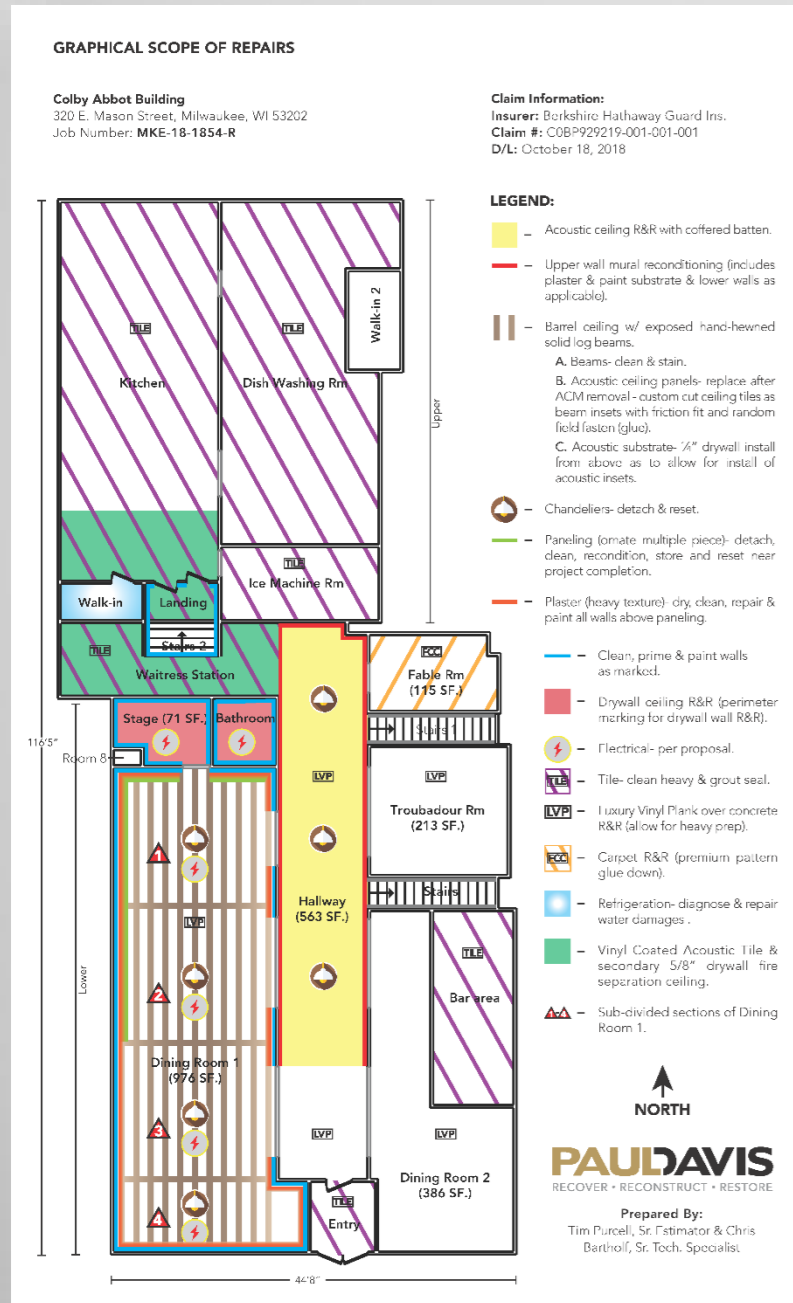 GRAPHICAL SCOPE OF REPAIRS
Colby Abbot Building
320 E. Mason Street, Milwaukee, WI 53202
Job Number: MKE-18-1854-R
Claim Information:
Insurer: Berkshire Hathaway Guard Ins.
Claim #: C0BP929219-001-001-001
D/L: October 18, 2018
LEGEND:
Acoustic ceiling R&R with coffered batten.
Upper wall mural reconditioning (includes
plaster & paint substrate & lower walls as
applicable).
Barrel ceiling w/ exposed hand-hewned
solid log beams.
A. Beams- clean & stain.
B. Acoustic ceiling panels- replace after
ACM removal - custom cut ceiling tiles as
beam insets with friction fit and random
field fasten (glue).
C. Acoustic substrate- ¼" drywall install
from above as to allow for install of
acoustic insets.
Chandeliers- detach & reset.
Paneling (ornate multiple piece)- detach,
clean, recondition, store and reset near
project completion.
Plaster (heavy texture)- dry, clean, repair &
paint all walls above paneling.
Clean, prime & paint walls
as marked.
Drywall ceiling R&R (perimeter
marking for drywall wall R&R).
Electrical- per proposal.
TILE
Tile- clean heavy & grout seal.
LVP
Luxury Vinyl Plank over concrete
R&R (allow for heavy prep).
FCC
Carpet R&R (premium pattern
glue down).
Refrigeration- diagnose & repair
water damages .
Vinyl Coated Acoustic Tile &
secondary 5/8" drywall fire
separation ceiling.
1-4
Sub-divided sections of Dining
Room 1.
NORTH
PAUL DAVIS
RECOVER • RECONSTRUCT • RESTORE
Prepared By:
Tim Purcell, Sr. Estimator & Chris
Bartholf, Sr. Tech. Specialist
TILE
Kitchen
TILE
Dish Washing Rm
Walk-in 2
Upper
TILE
Ice Machine Rm
Walk-in
Landing
Stairs 2
TILE
Waitress Station
FCC
Fable Rm
(115 SF.)
Stage (71 SF.)
Bathroom
Stairs 1
116'5"
Room 8
LVP
LVP
Troubadour Rm
(213 SF.)
1
Hallway
(563 SF.)
Stairs
LVP
Lower
TILE
Bar area
2
Dining Room 1
(976 SF.)
3
LVP
LVP
Dining Room 2
(386 SF.)
4
TILE
Entry
44'8"